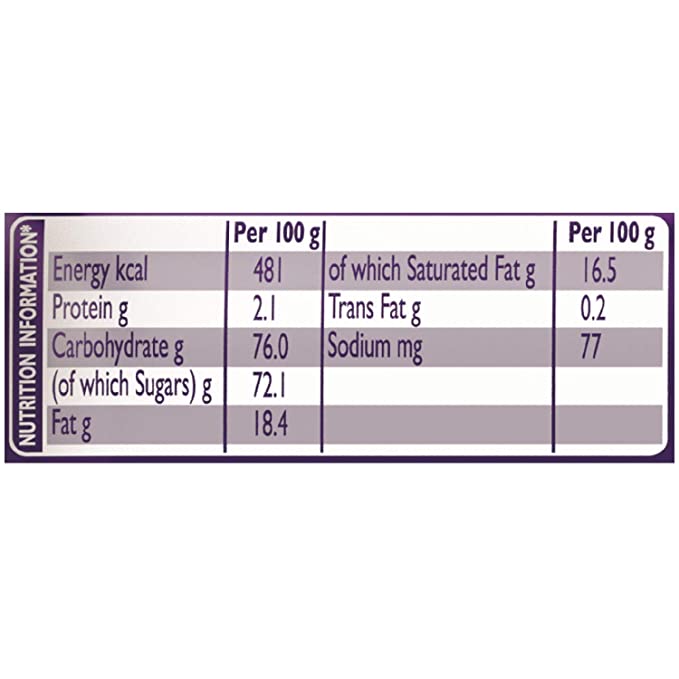 NUTRITION INFORMATION*
Per 100 g Per 100 g
Energy kcal 481 of which Saturated Fat g 16.5
Protein g 2.1 Trans Fat g 0.2
Carbohydrate g 76.0 Sodium mg 77
(of which Sugars) g 72.1
Fat g 18.4